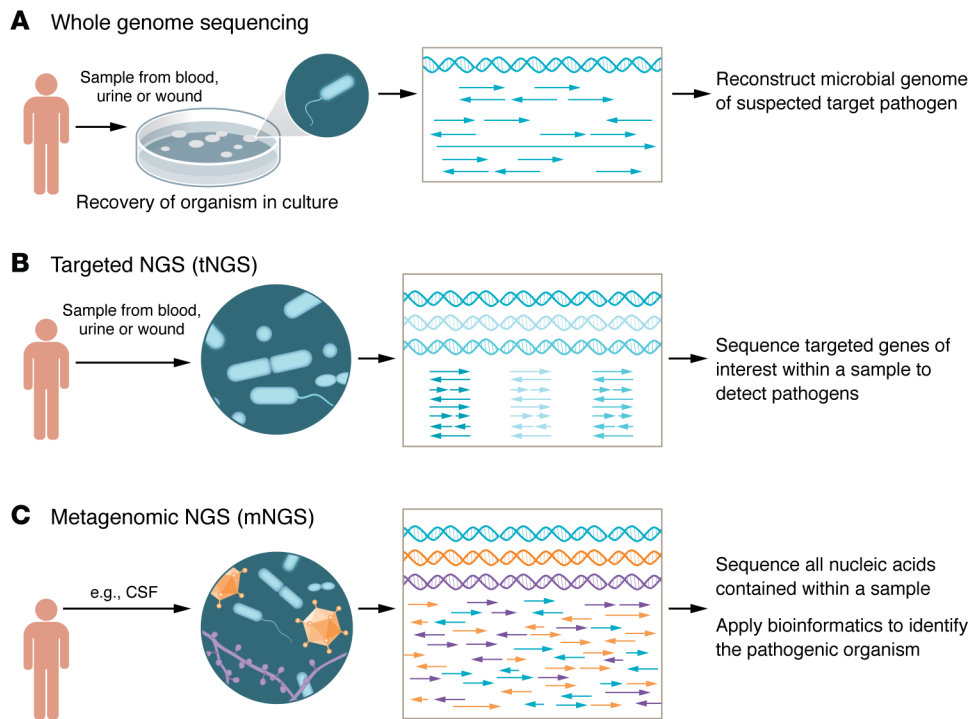 A Whole genome sequencing
Sample from blood,
urine or wound
Recovery of organism in culture
Reconstruct microbial genome
of suspected target pathogen
B Targeted NGS (tNGS)
Sample from blood,
urine or wound
Sequence targeted genes of
interest within a sample to
detect pathogens
C Metagenomic NGS (mNGS)
e.g., CSF
Sequence all nucleic acids
contained within a sample
Apply bioinformatics to identify
the pathogenic organism